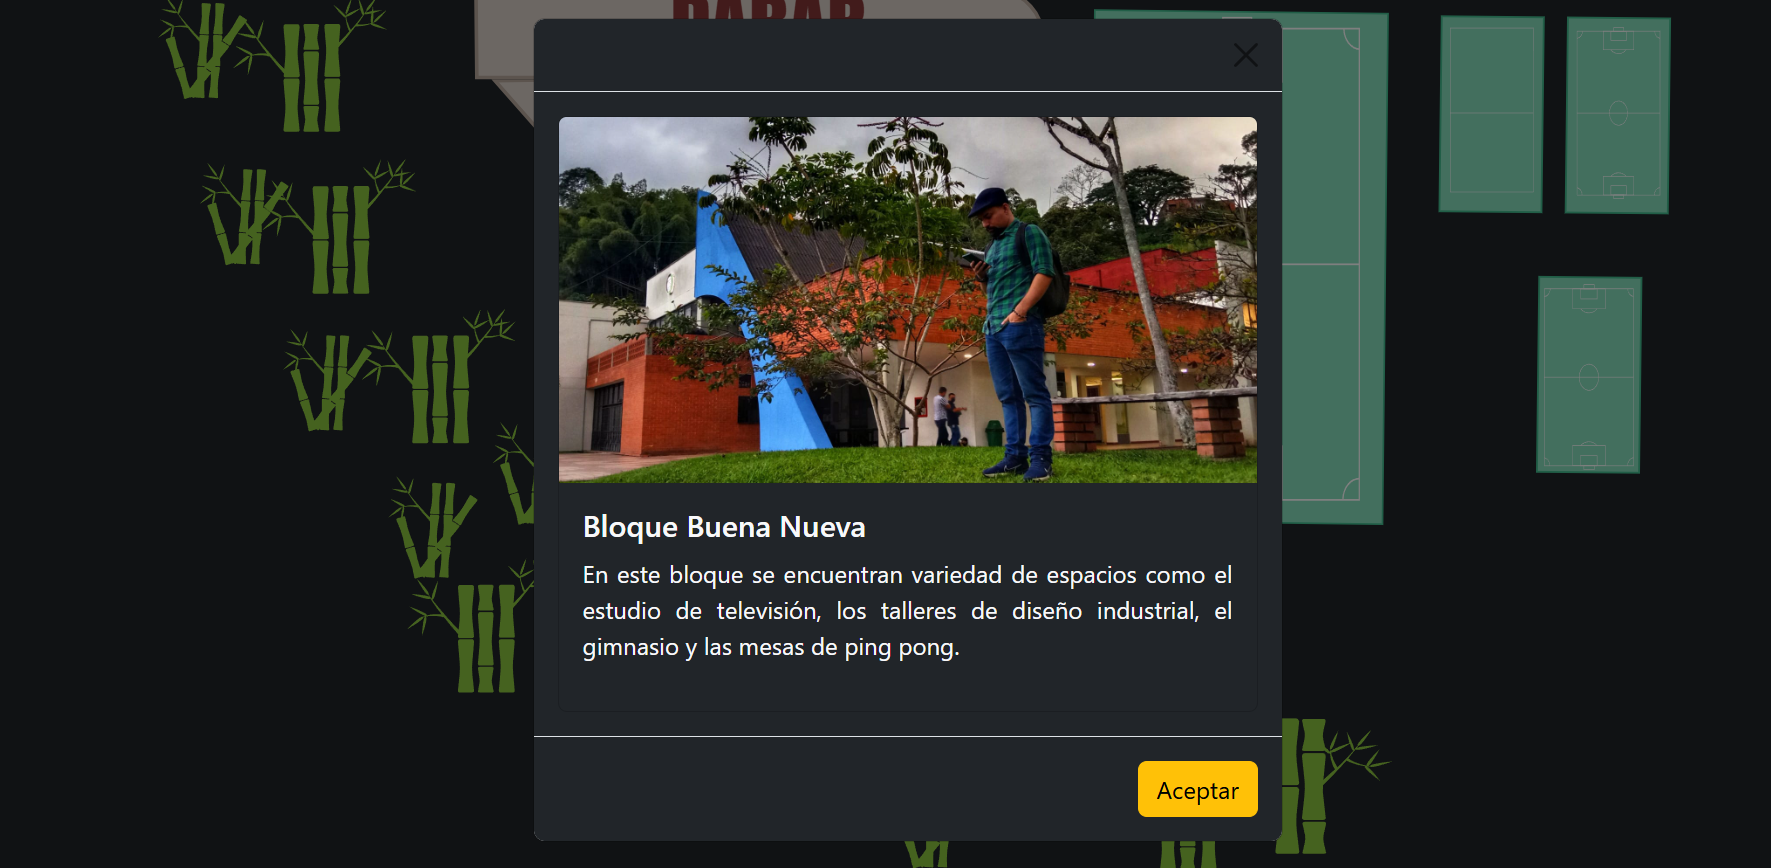 Bloque Buena Nueva
En este bloque se encuentran variedad de espacios como el
estudio de televisión, los talleres de diseño industrial, el
gimnasio y las mesas de ping pong.
Aceptar